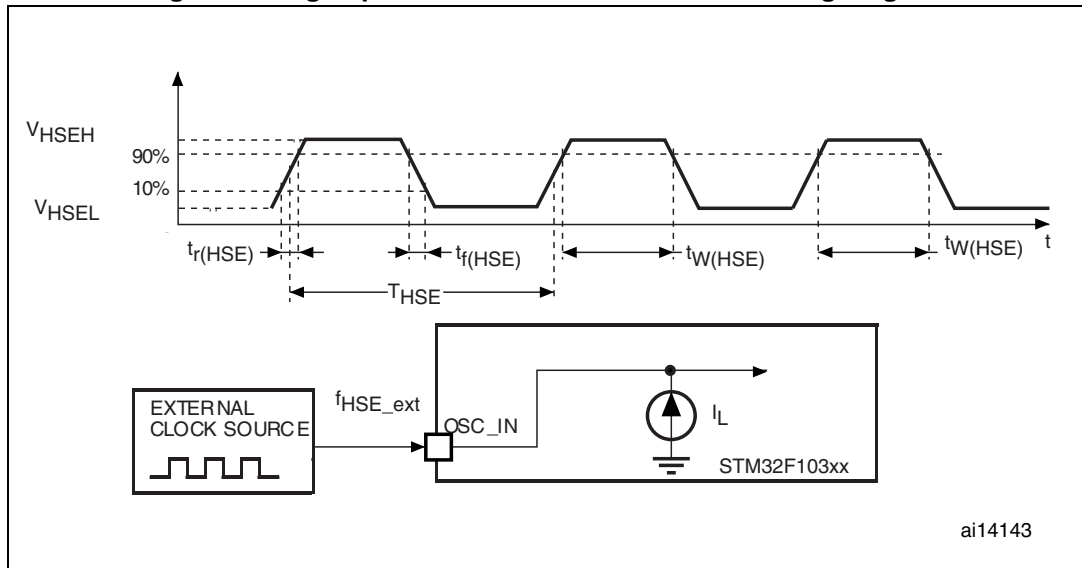 VHSEH
90%
10%
VHSEL
tr(HSE)
tf(HSE)
tW(HSE)
tW(HSE)
t
THSE
EXTERNAL
CLOCK SOURCE
fHSE_ext
OSC_IN
IL
STM32F103xx
ai14143